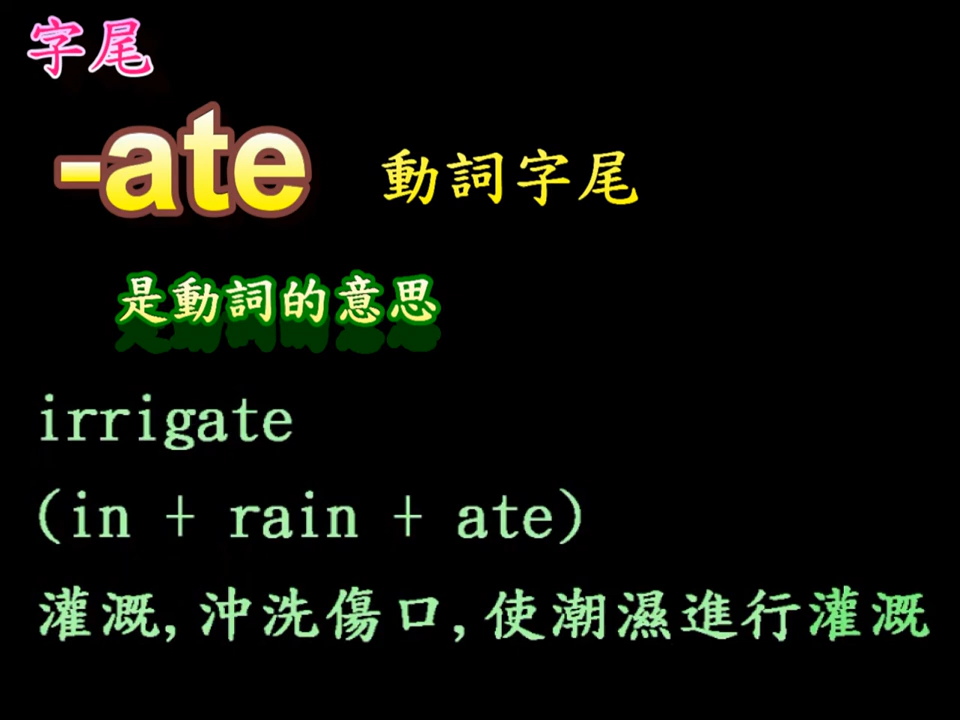 字尾
-ate 動詞字尾
是動詞的意思
irrigate
(in + rain + ate)
灌溉,沖洗傷口,使潮濕進行灌溉